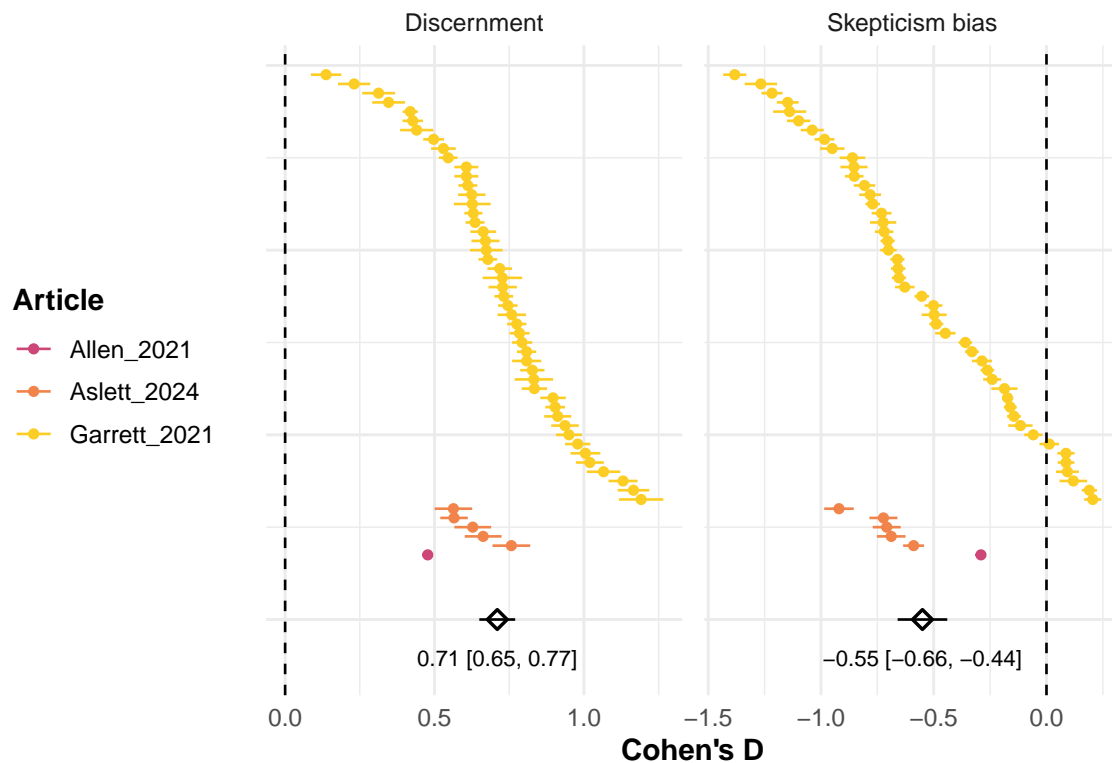 Discernment
Skepticism bias
Article
Allen_2021
Aslett_2024
Garrett_2021
0.71 [0.65, 0.77]
−0.55 [−0.66, −0.44]
0.0 0.5 1.0
−1.5 −1.0 −0.5 0.0
Cohen's D